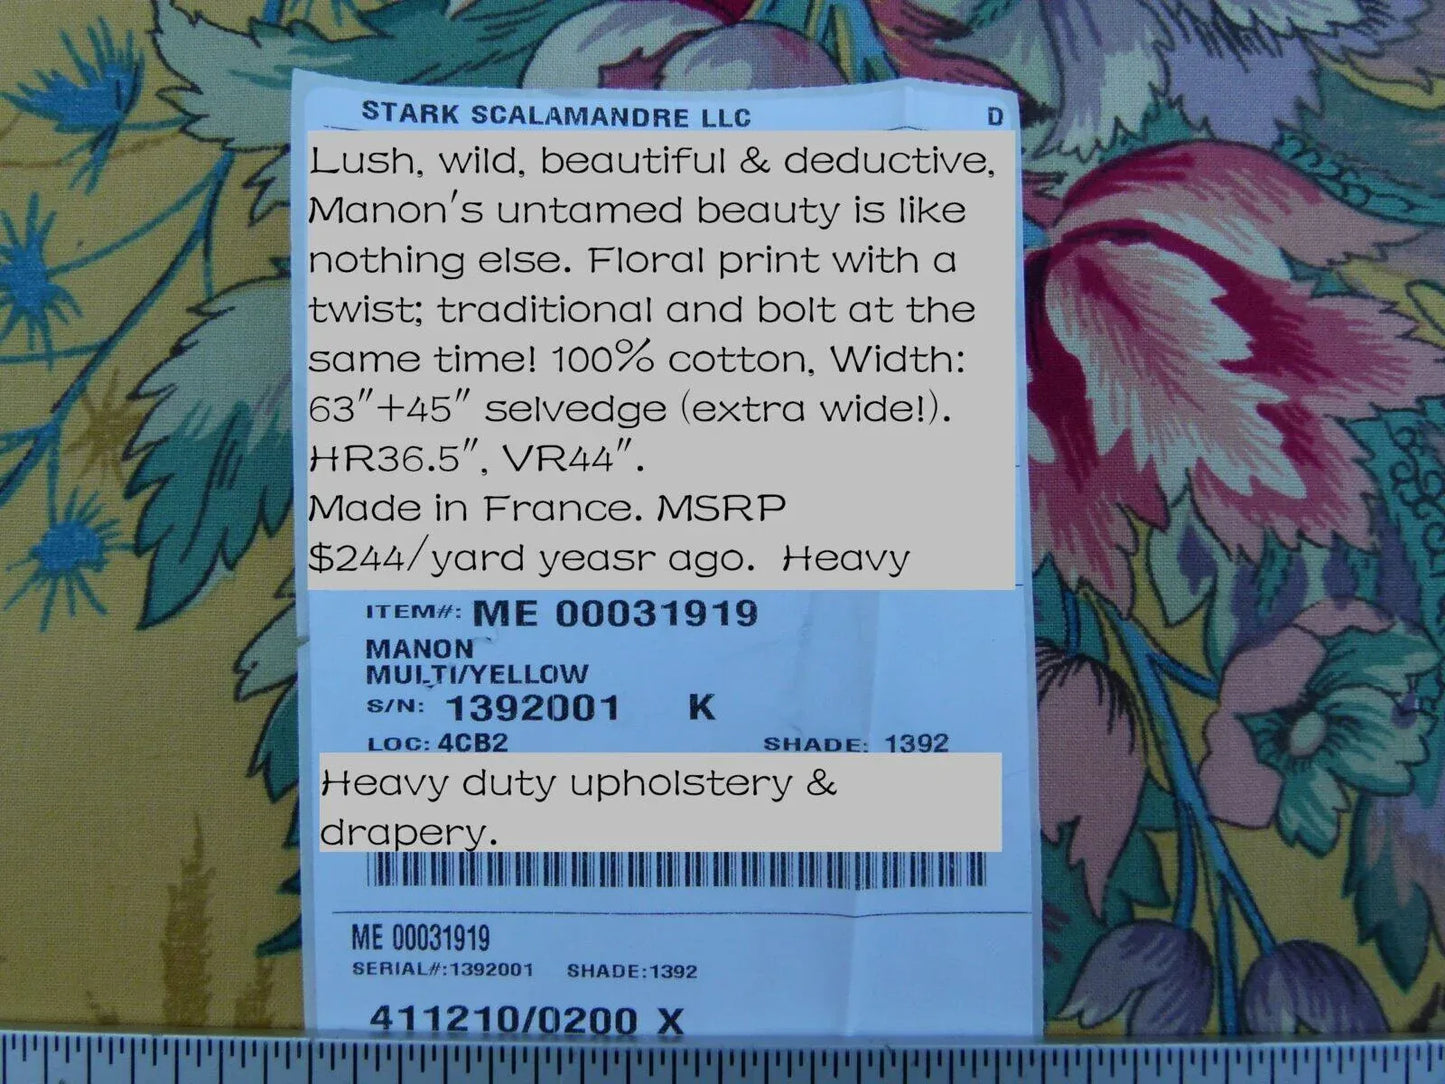 STARK SCALAMANDRE LLC D
Lush, wild, beautiful & deductive,
Manon's untamed beauty is like
nothing else. Floral print with a
twist; traditional and bolt at the
same time! 100% cotton, Width:
63"+45" selvedge (extra wide!).
HR36.5", VR44".
Made in France. MSRP
$244/yard yeasr ago. Heavy
ITEM#: ME 00031919
MANON
MULTI/YELLOW
S/N: 1392001 K
LOC: 4CB2 SHADE: 1392
Heavy duty upholstery &
drapery.
ME 00031919
SERIAL#:1392001 SHADE:1392
411210/0200 X